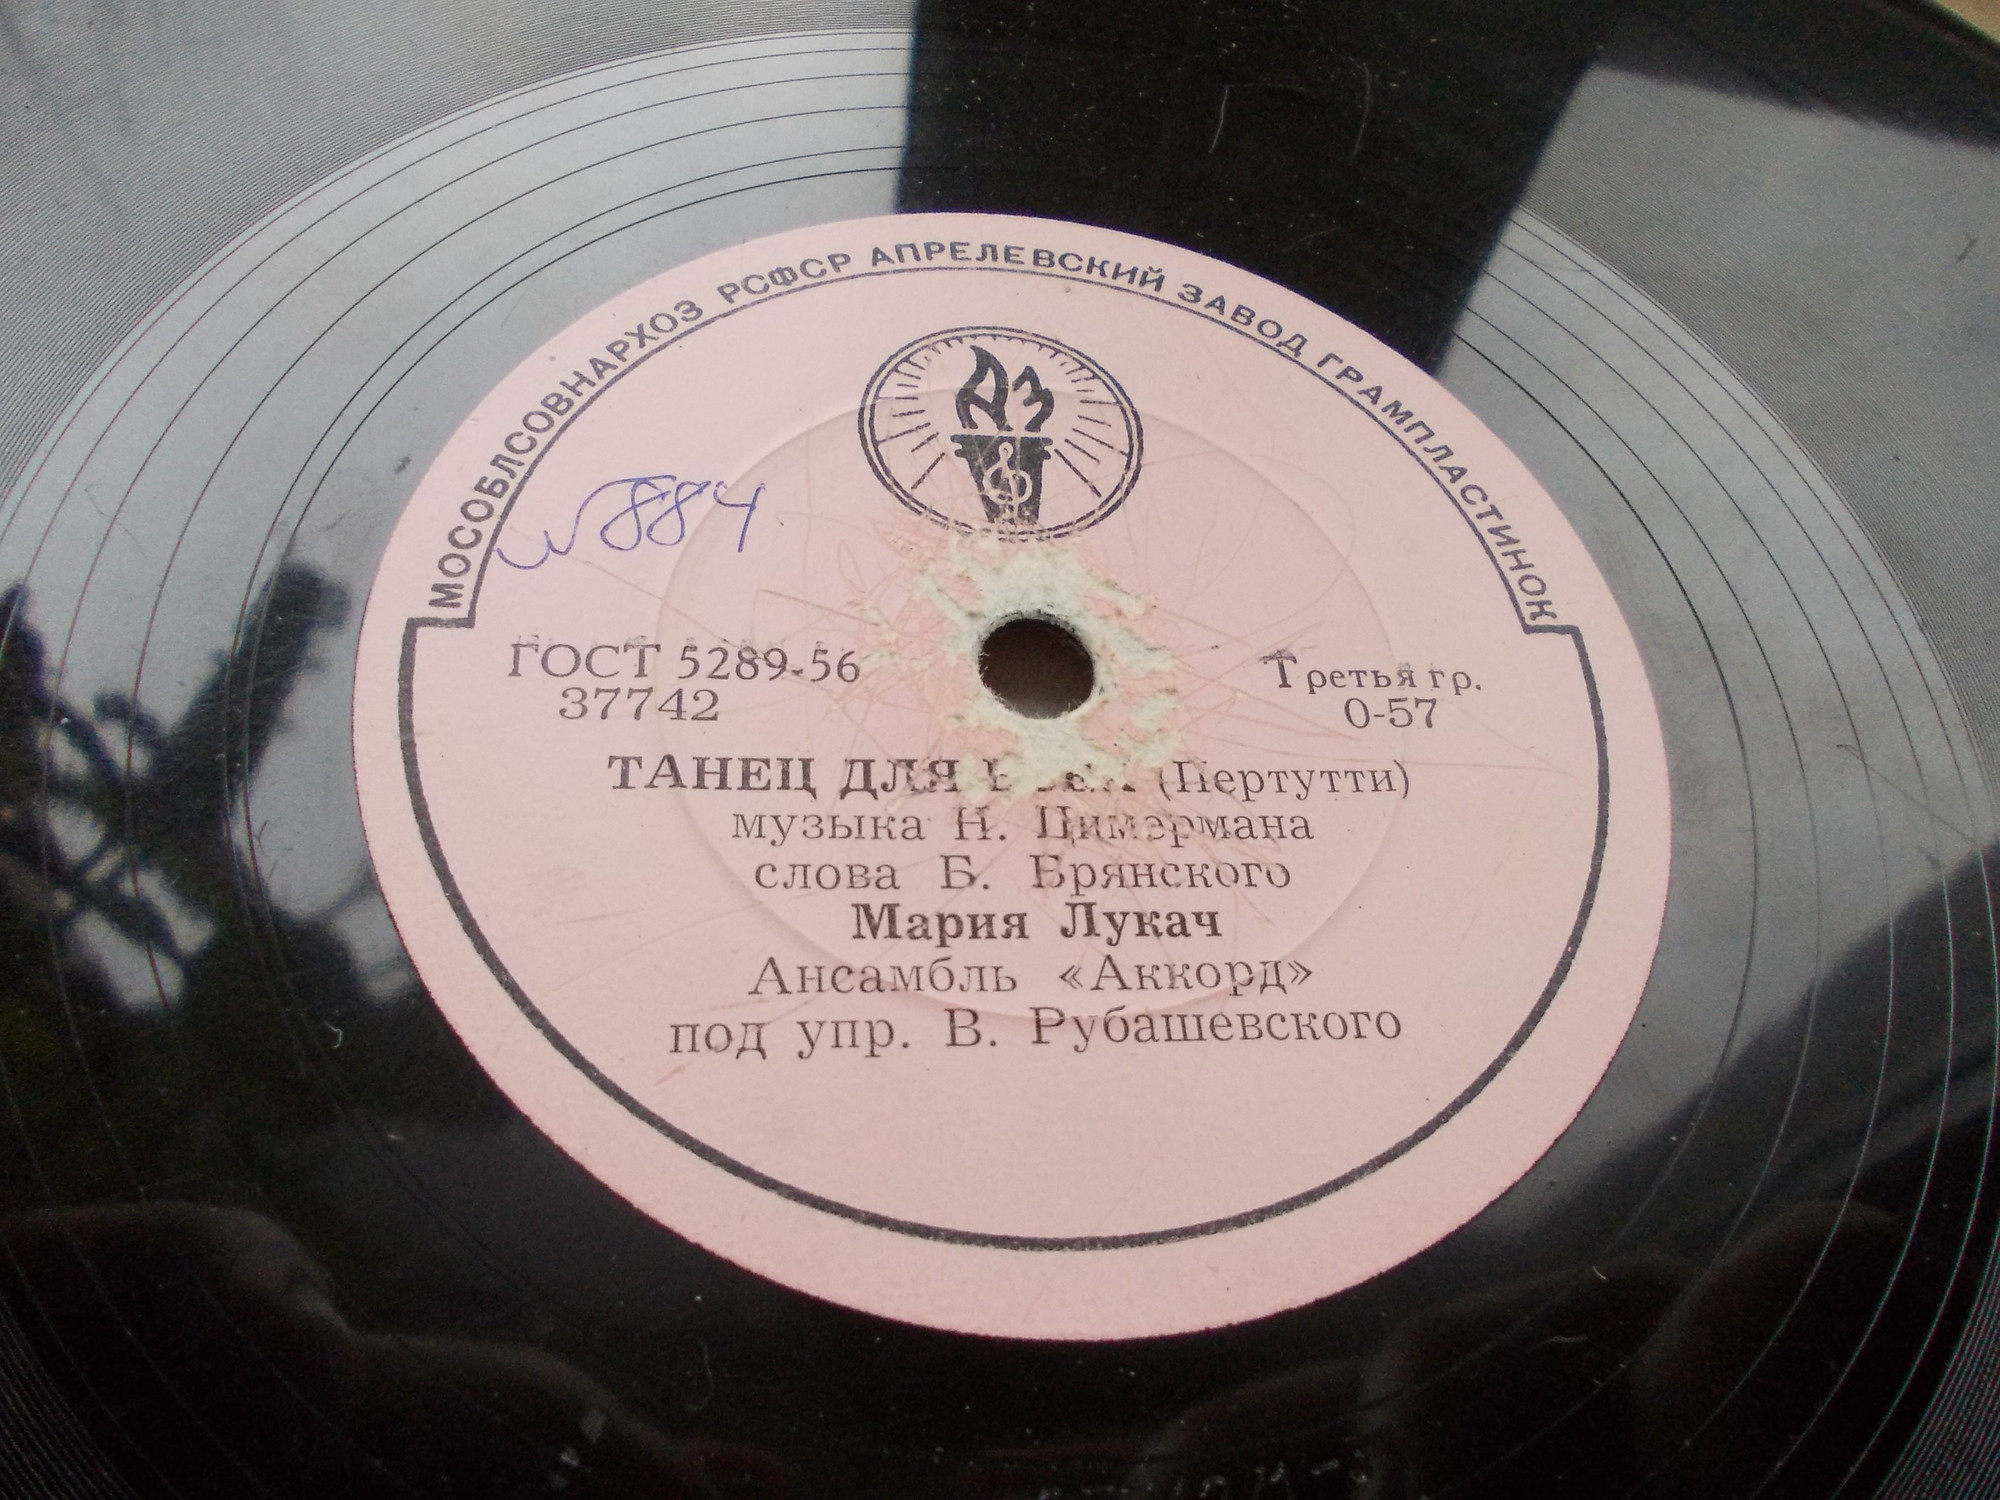 МОСОБЛСОВНАРХОЗ РСФСР АПРЕЛЕВСКИЙ ЗАВОД ГРАМПЛАСТИНОК
АЗ
884
ГОСТ 5289-56
Третья гр.
37742
0-57
ТАНЕЦ ДЛЯ (Пертутти)
музыка Н. Цимермана
слова Б. Брянского
Мария Лукач
Ансамбль «Аккорд»
под упр. В. Рубашевского